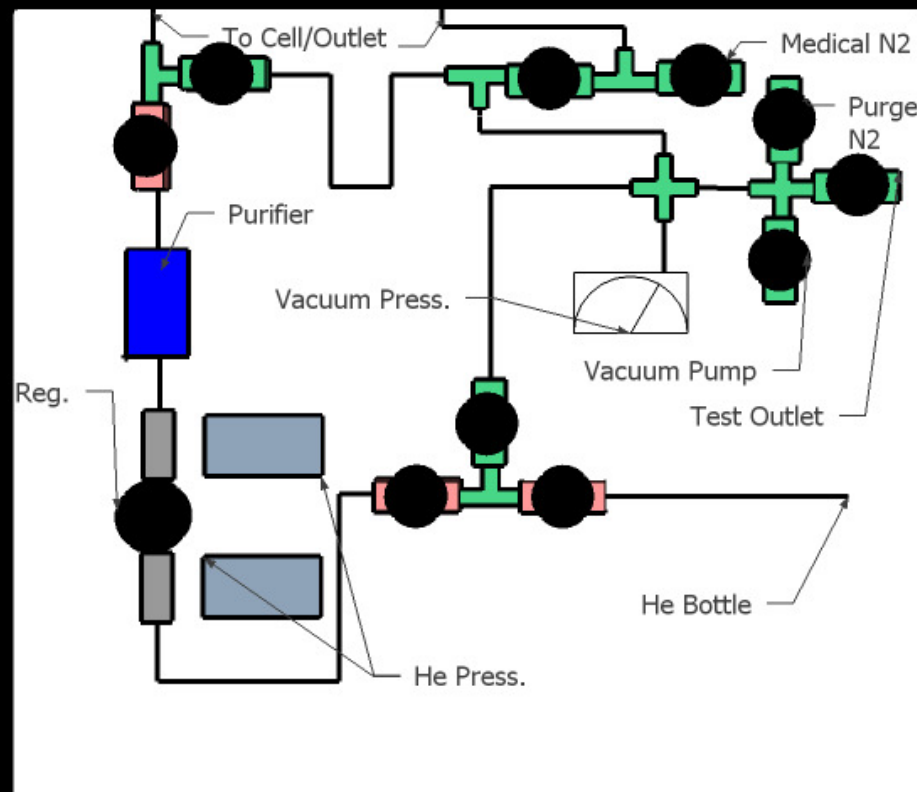 To Cell/Outlet
Medical N2
Purge
N2
Purifier
Vacuum Press.
Vacuum Pump
Reg.
Test Outlet
He Bottle
He Press.